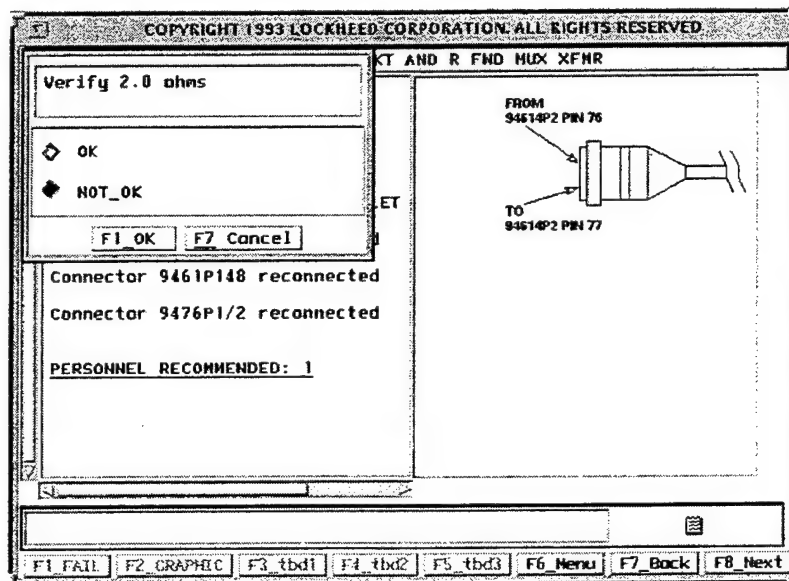 COPYRIGHT 1993 LOCKHEED CORPORATION. ALL RIGHTS RESERVED
XT AND R FWD MUX XFMR
Verify 2.0 ohms
OK
NOT_OK
F1_OK
F7_Cancel
LET
Connector 9461P148 reconnected
Connector 9476P1/2 reconnected
PERSONNEL RECOMMENDED: 1
FROM
94614P2 PIN 76
TO
94614P2 PIN 77
F1_FAIL F2_GRAPHIC F3_tbd1 F4_tbd2 F5_tbd3 F6_Menu F7_Back F8_Next